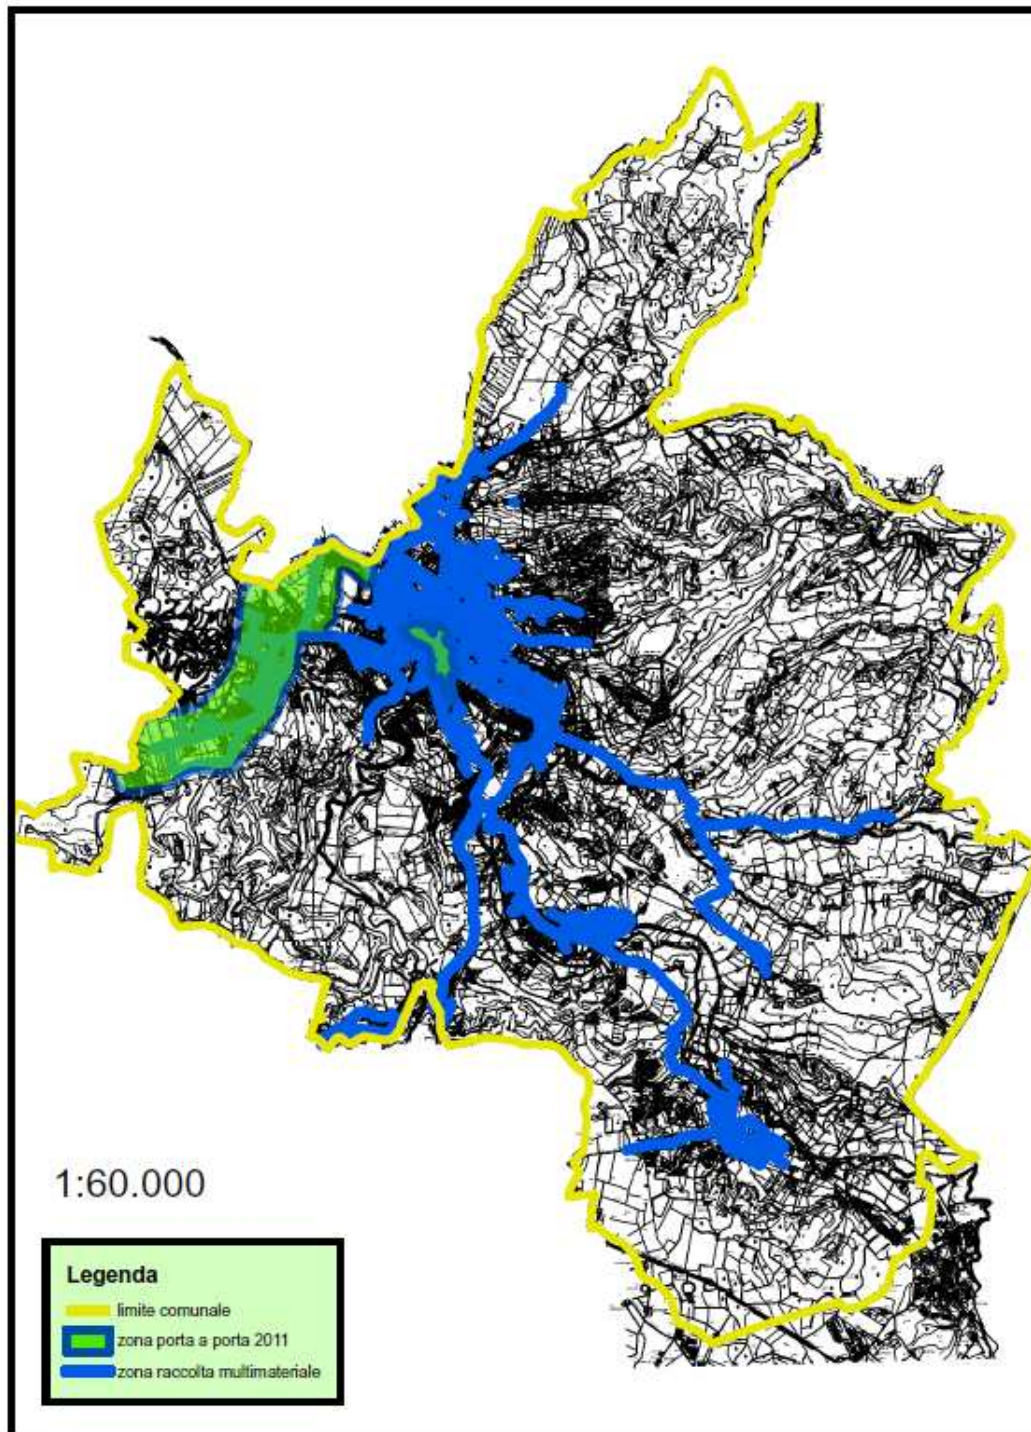 1:60.000
Legenda
limite comunale
zona porta a porta 2011
zona raccolta multimateriale